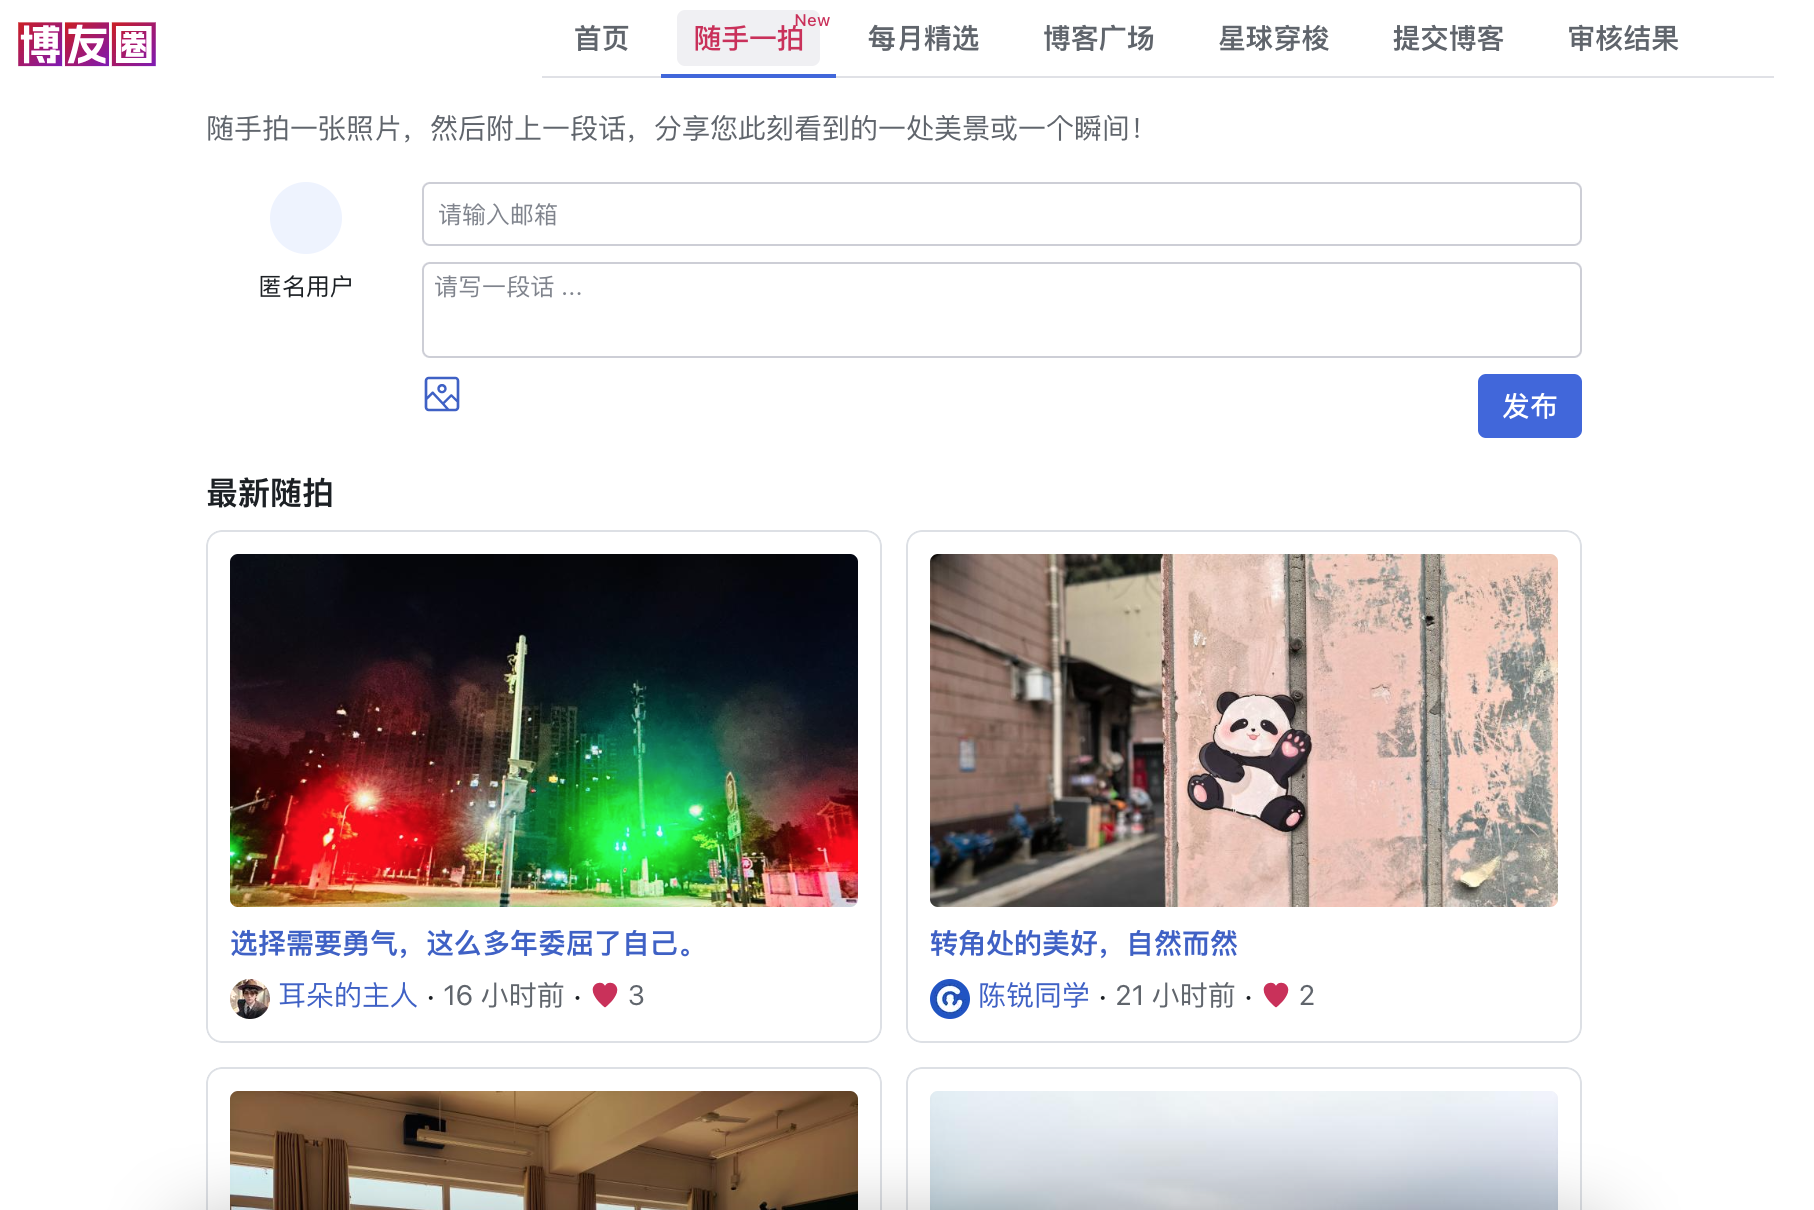 博友圈
首页
随手一拍
New
每月精选
博客广场
星球穿梭
提交博客
审核结果
随手拍一张照片，然后附上一段话，分享您此刻看到的一处美景或一个瞬间！
匿名用户
请输入邮箱
请写一段话 ...
发布
最新随拍
选择需要勇气，这么多年委屈了自己。
耳朵的主人 · 16 小时前 · 3
转角处的美好，自然而然
陈锐同学 · 21 小时前 · 2